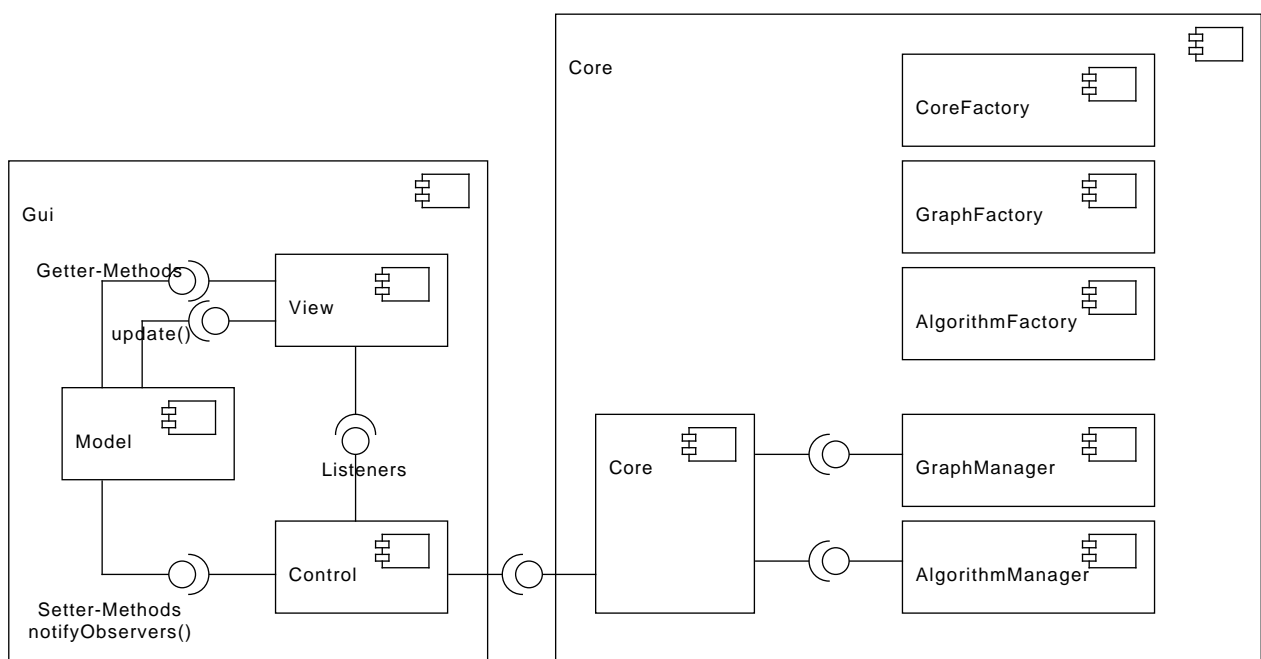 Core
CoreFactory
Gui
GraphFactory
Getter-Methods
View
update()
AlgorithmFactory
Model
Listeners
Core
GraphManager
Control
AlgorithmManager
Setter-Methods
notifyObservers()